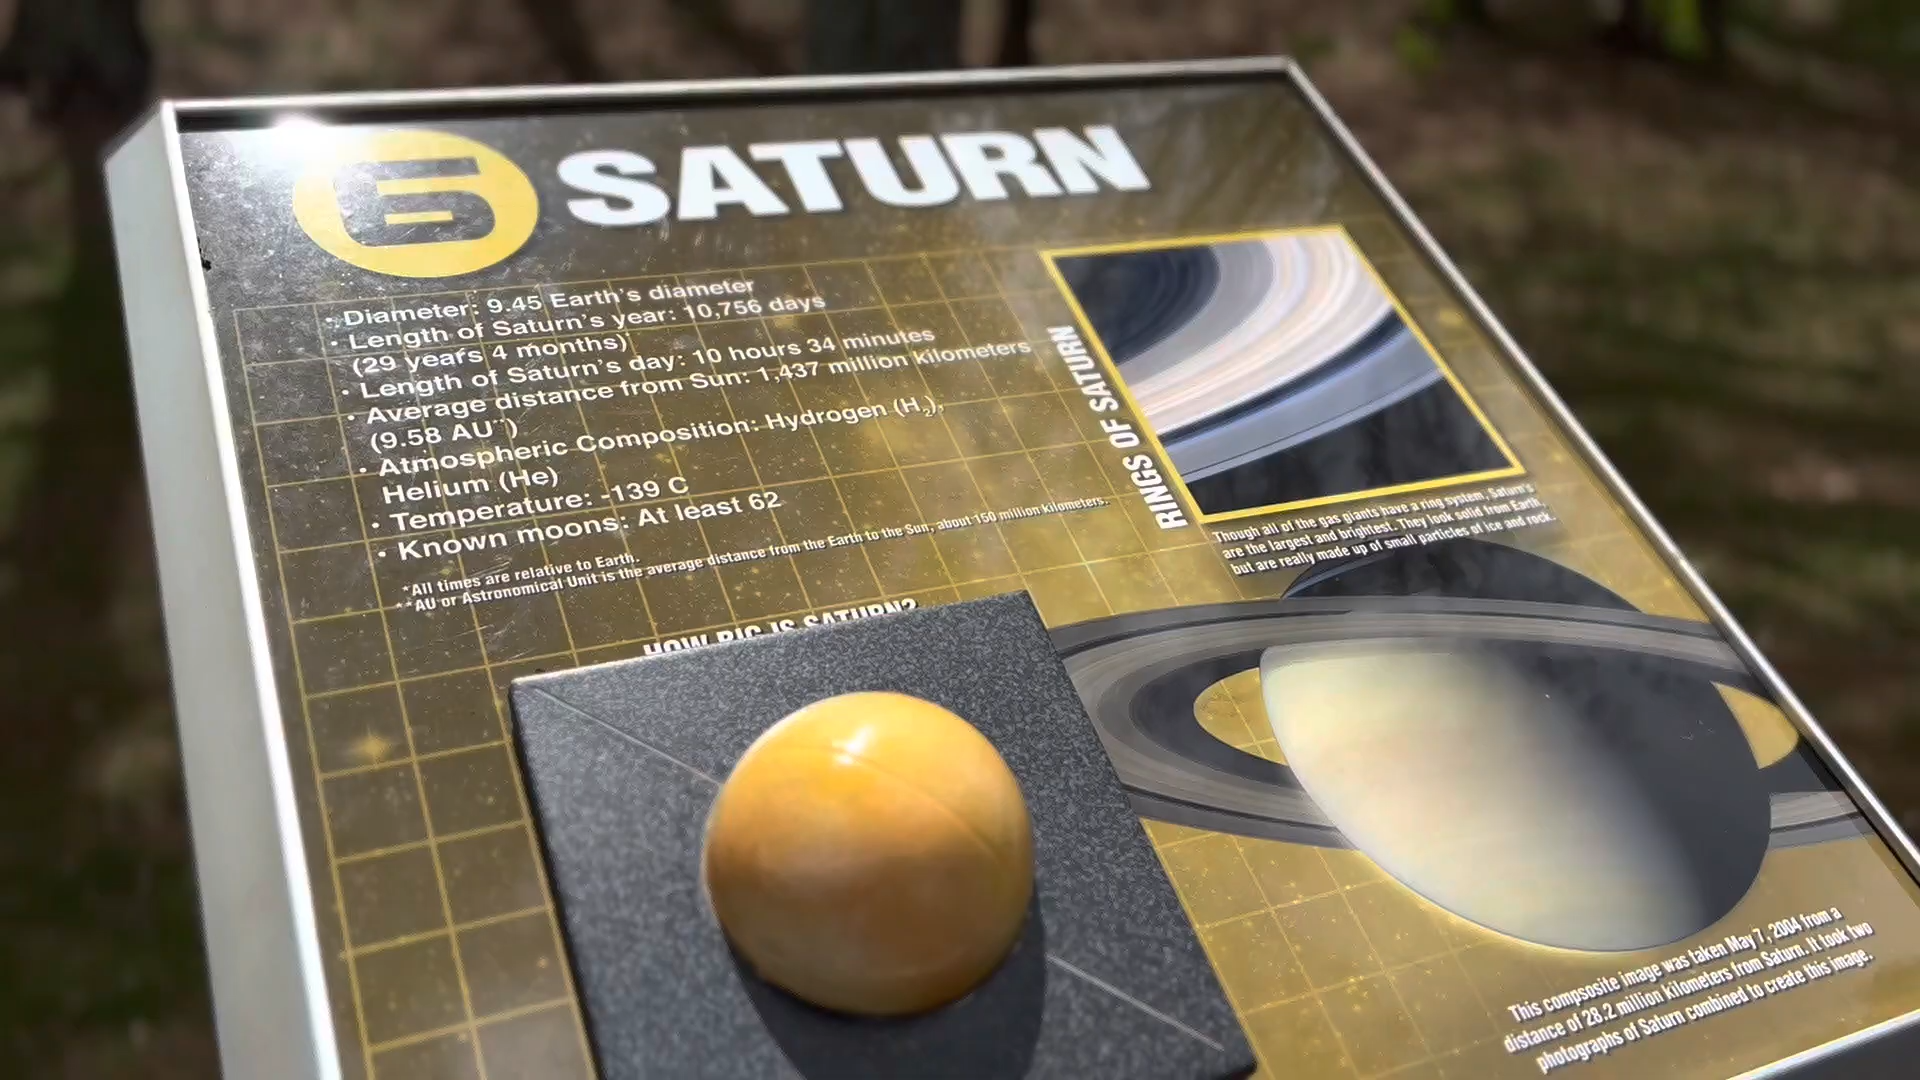 6 SATURN
• Diameter: 9.45 Earth's diameter
• Length of Saturn's year: 10,756 days
(29 years 4 months)
• Length of Saturn's day: 10 hours 34 minutes
• Average distance from Sun: 1,437 million kilometers
(9.58 AU**)
• Atmospheric Composition: Hydrogen (H₂),
Helium (He)
• Temperature: -139 C
• Known moons: At least 62
*All times are relative to Earth.
**AU or Astronomical Unit is the average distance from the Earth to the Sun, about 150 million kilometers.
RINGS OF SATURN
Though all of the gas giants have a ring system, Saturn's
are the largest and brightest. They look solid from Earth,
but are really made up of small particles of ice and rock.
HOW BIG IS SATURN?
This compsosite image was taken May 7, 2004 from a
distance of 28.2 million kilometers from Saturn. It took two
photographs of Saturn combined to create this image.